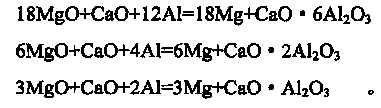 18MgO+CaO+12Al=18Mg+CaO·6Al₂O₃
6MgO+CaO+4Al=6Mg+CaO·2Al₂O₃
3MgO+CaO+2Al=3Mg+CaO·Al₂O₃ 。